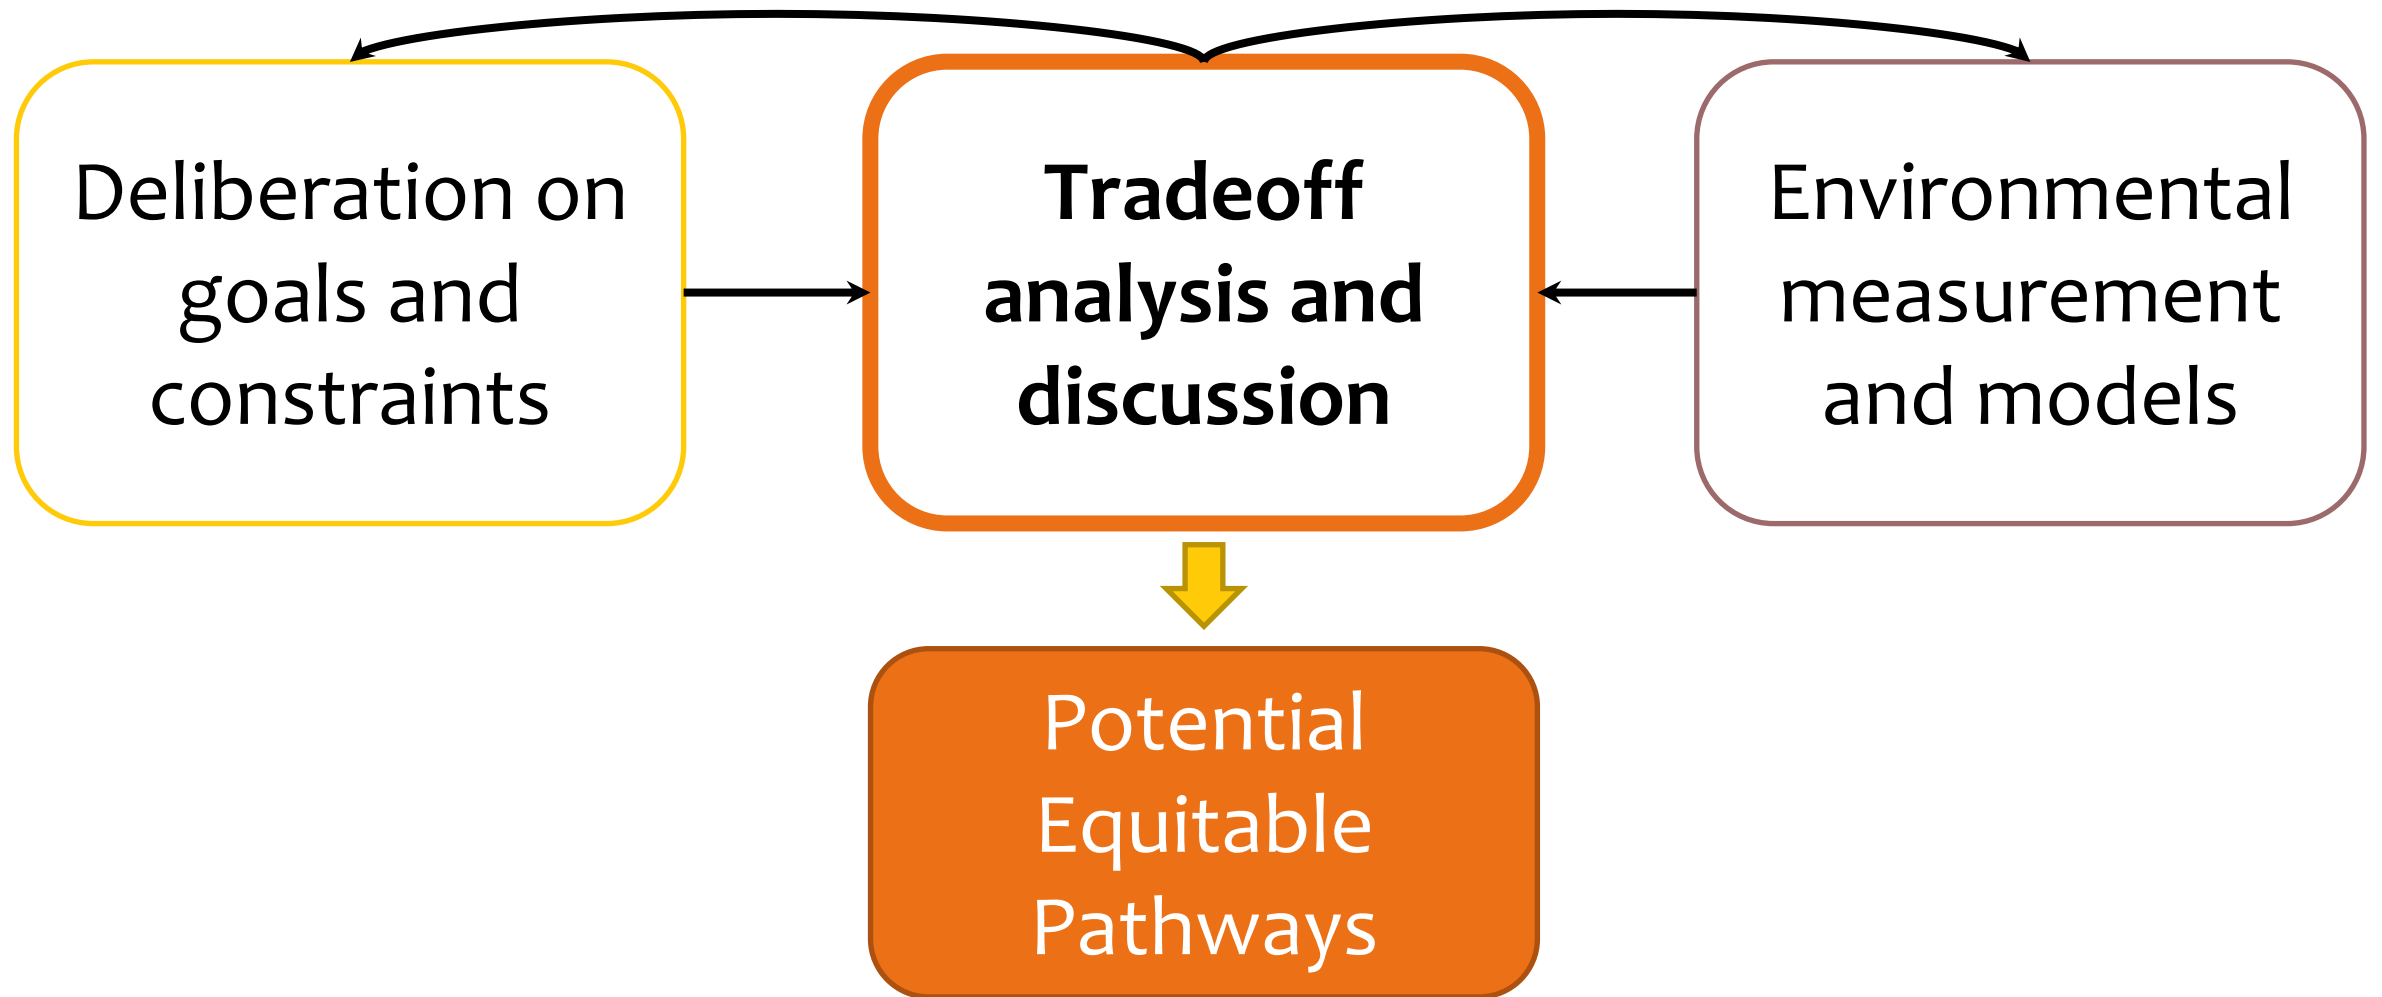 Deliberation on
goals and
constraints
Tradeoff
analysis and
discussion
Environmental
measurement
and models
Potential
Equitable
Pathways